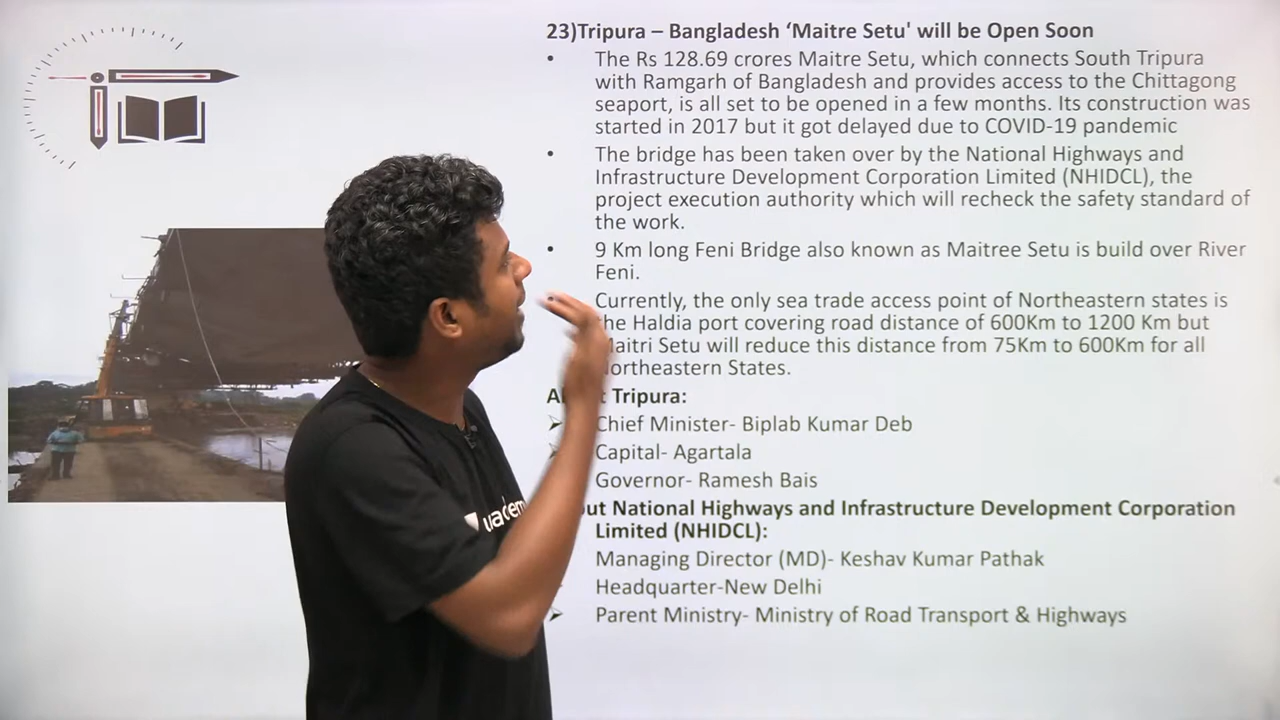 23)Tripura – Bangladesh ‘Maitre Setu' will be Open Soon
• The Rs 128.69 crores Maitre Setu, which connects South Tripura
with Ramgarh of Bangladesh and provides access to the Chittagong
seaport, is all set to be opened in a few months. Its construction was
started in 2017 but it got delayed due to COVID-19 pandemic
• The bridge has been taken over by the National Highways and
Infrastructure Development Corporation Limited (NHIDCL), the
project execution authority which will recheck the safety standard of
the work.
• 9 Km long Feni Bridge also known as Maitree Setu is build over River
Feni.
Currently, the only sea trade access point of Northeastern states is
the Haldia port covering road distance of 600Km to 1200 Km but
Maitri Setu will reduce this distance from 75Km to 600Km for all
Northeastern States.
Tripura:
➤ Chief Minister- Biplab Kumar Deb
➤ Capital- Agartala
Governor- Ramesh Bais
National Highways and Infrastructure Development Corporation
Limited (NHIDCL):
Managing Director (MD)- Keshav Kumar Pathak
Headquarter-New Delhi
➤ Parent Ministry- Ministry of Road Transport & Highways